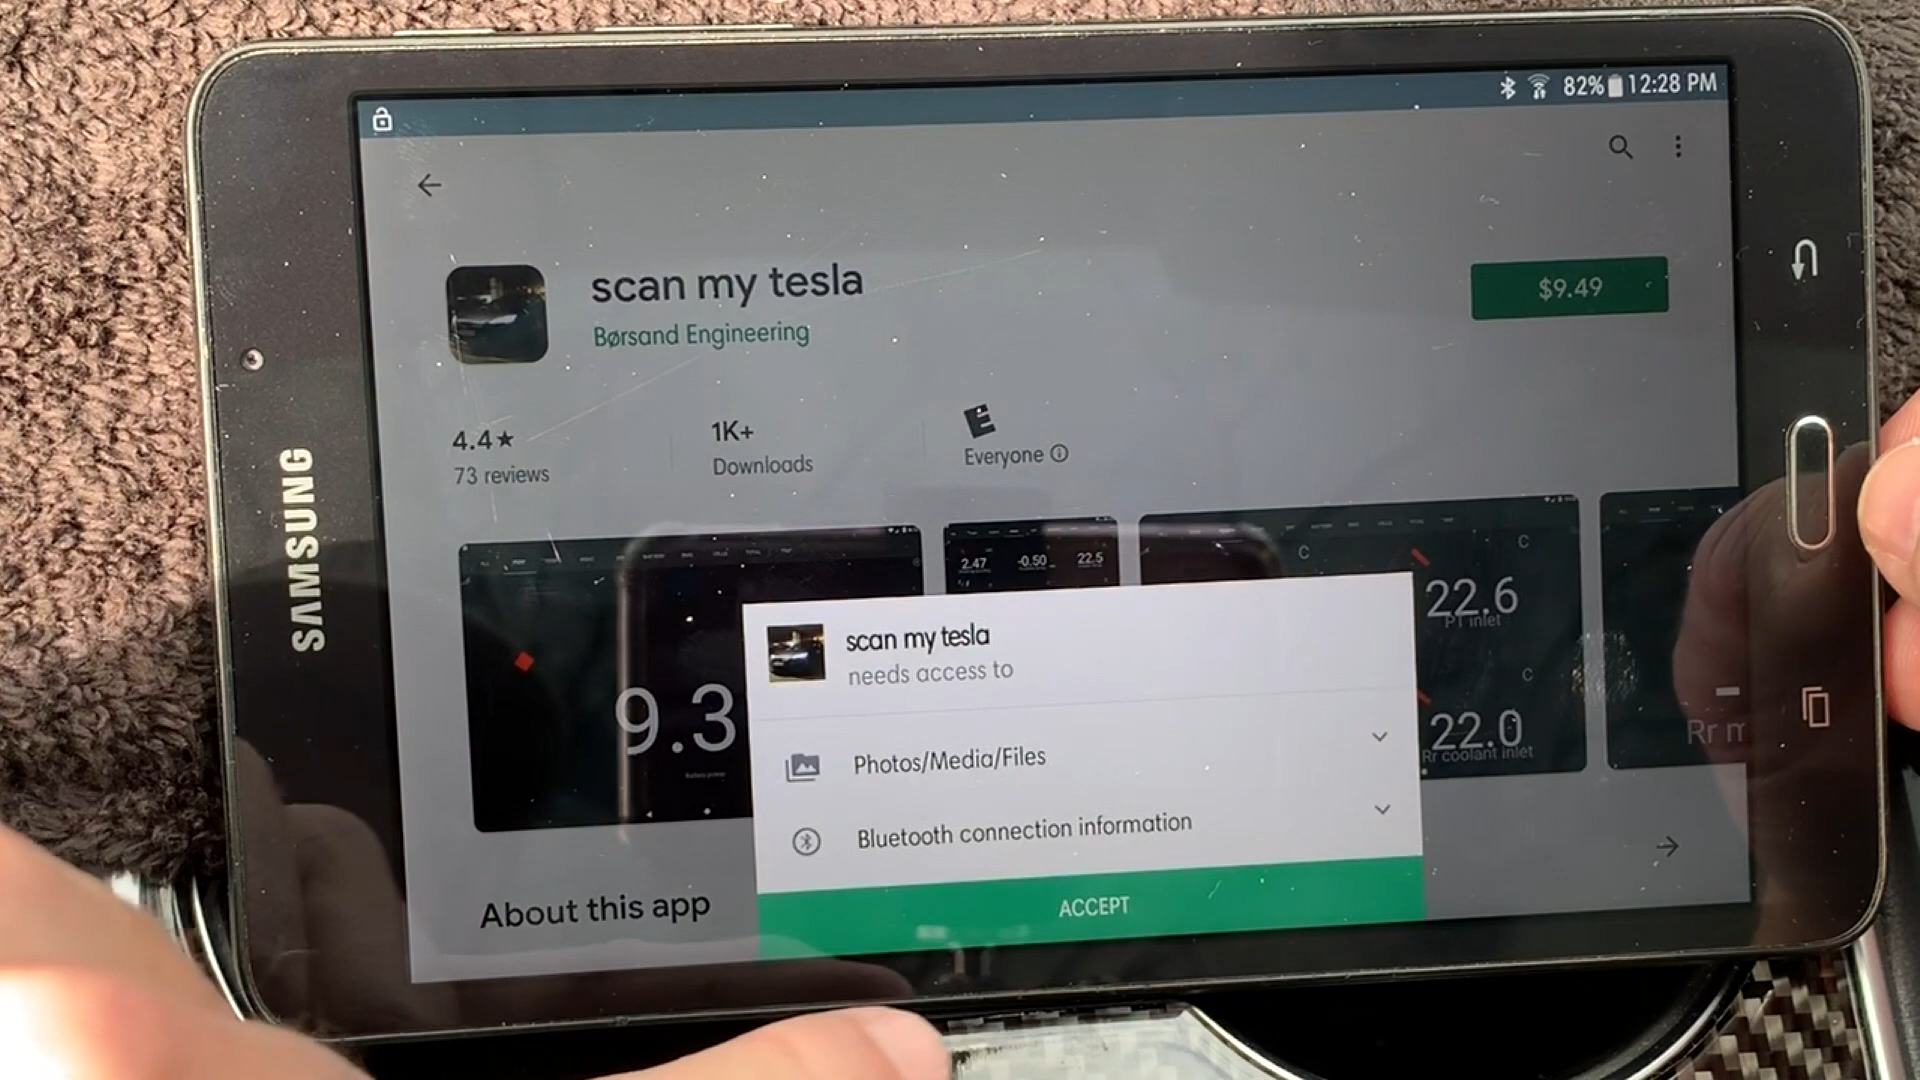 82% 12:28 PM
scan my tesla
Børsand Engineering
$9.49
4.4★
73 reviews
1K+
Downloads
E
Everyone
2.47
-0.50
22.5
C
C
22.6
PT inlet
C
22.0
Rr coolant inlet
Rr m
9.3
scan my tesla
needs access to
Photos/Media/Files
Bluetooth connection information
ACCEPT
About this app
SAMSUNG